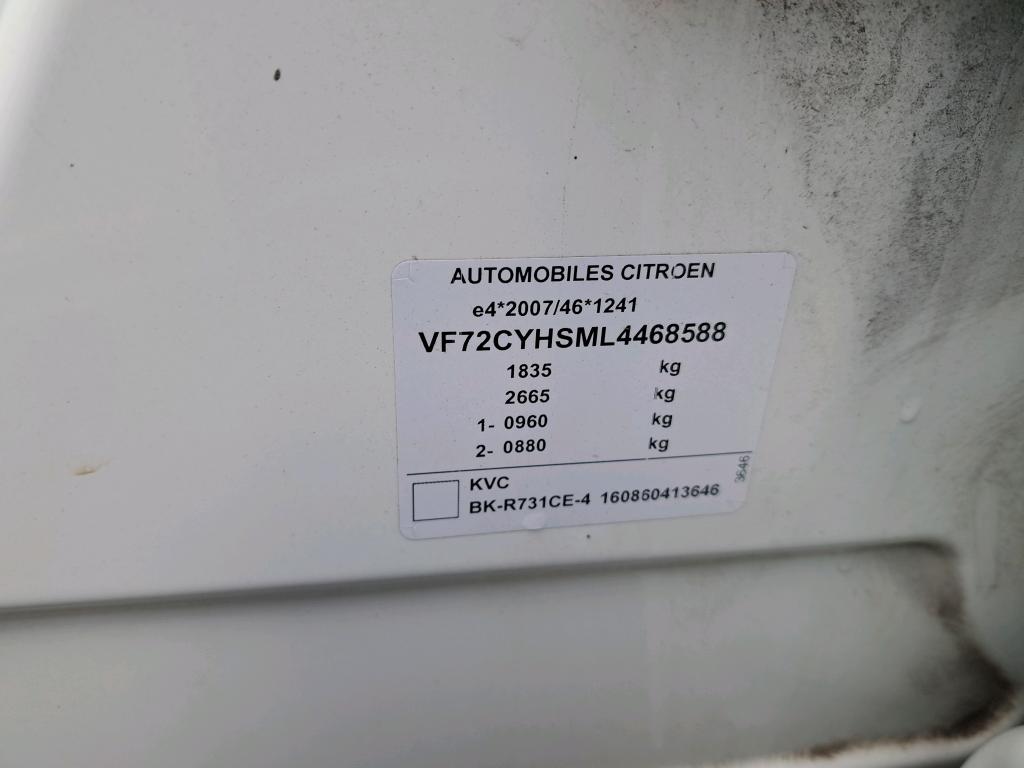 AUTOMOBILES CITROEN
e4*2007/46*1241
VF72CYHSML4468588
1835 kg
2665 kg
1- 0960 kg
2- 0880 kg
KVC
BK-R731CE-4 160860413646
3646